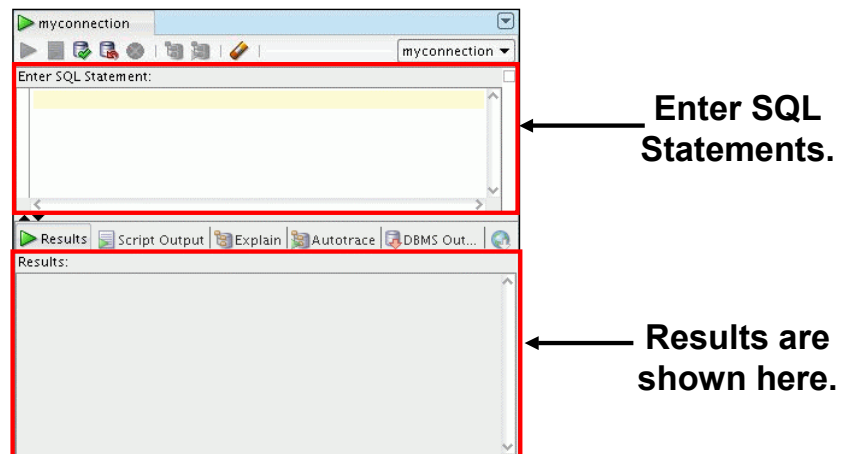 myconnection
myconnection
Enter SQL Statement:
Enter SQL
Statements.
Results Script Output Explain Autotrace DBMS Out...
Results:
Results are
shown here.